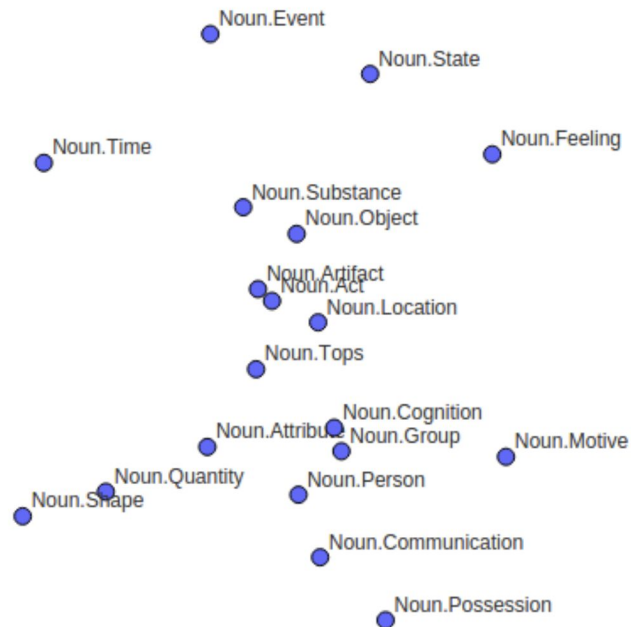 Noun.Event
Noun.State
Noun.Feeling
Noun.Time
Noun.Substance
Noun.Object
Noun.Artifact
Noun.Act
Noun.Location
Noun.Tops
Noun.Cognition
Noun.Attribute
Noun.Group
Noun.Motive
Noun.Quantity
Noun.Person
Noun.Shape
Noun.Communication
Noun.Possession